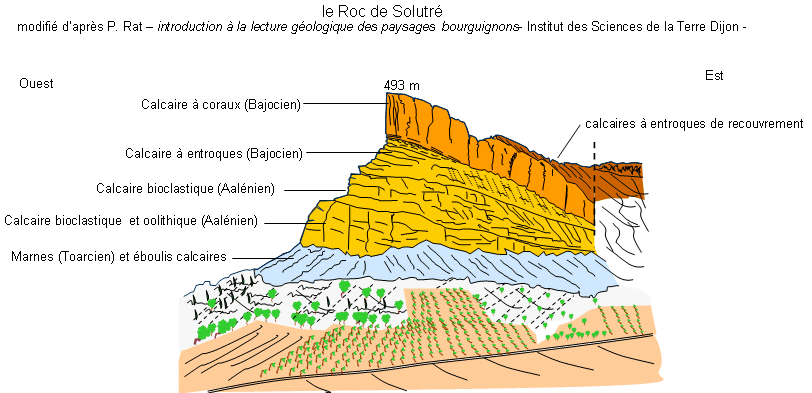 le Roc de Solutré
modifié d'après P. Rat – introduction à la lecture géologique des paysages bourguignons- Institut des Sciences de la Terre Dijon -
Ouest
Est
493 m
Calcaire à coraux (Bajocien)
calcaires à entroques de recouvrement
Calcaire à entroques (Bajocien)
Calcaire bioclastique (Aalénien)
Calcaire bioclastique et oolithique (Aalénien)
Marnes (Toarcien) et éboulis calcaires